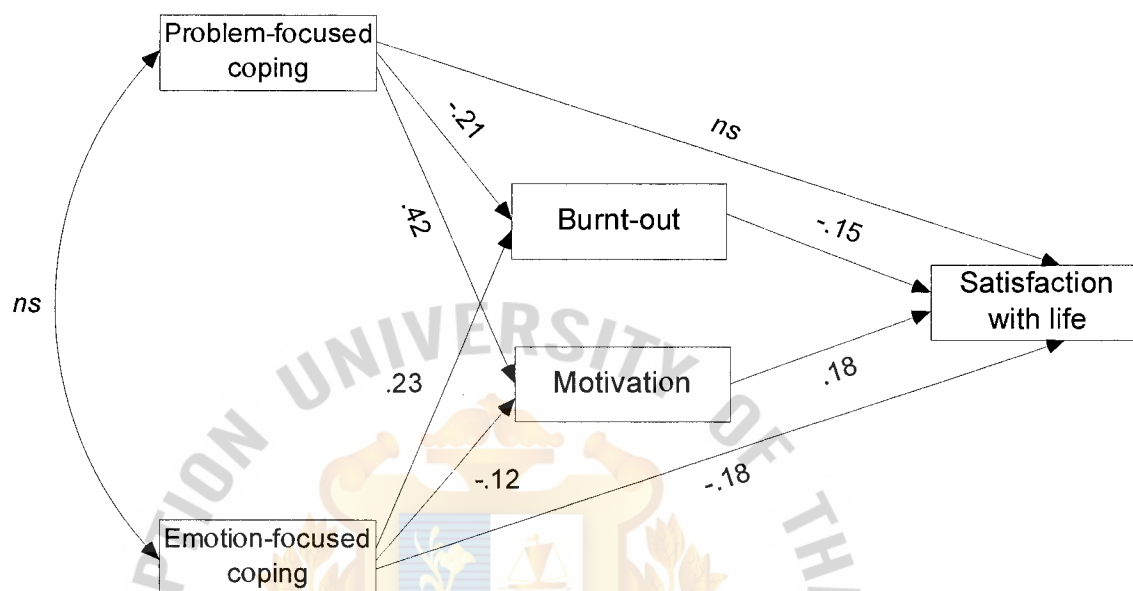 Problem-focused
coping
ns
-.21
.42
Burnt-out
-.15
Satisfaction
with life
ns
Motivation
.18
.23
-.12
-.18
Emotion-focused
coping
UNIVERSITY OF